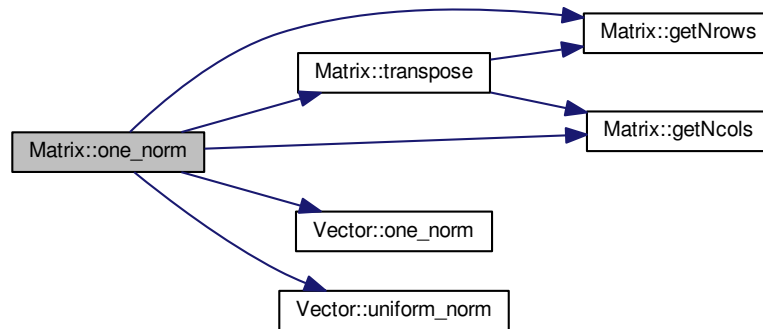 Matrix::getNrows
Matrix::transpose
Matrix::getNcols
Matrix::one_norm
Vector::one_norm
Vector::uniform_norm